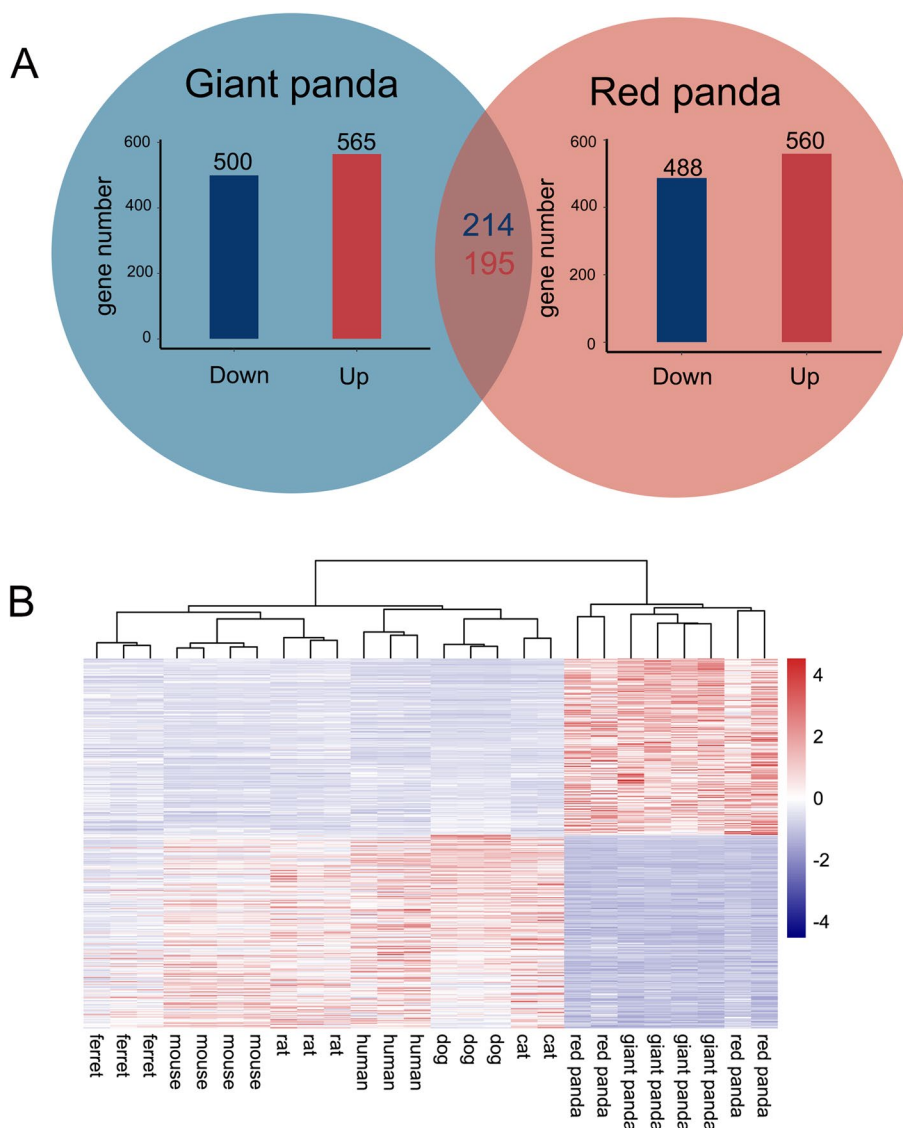 A
Giant panda
Red panda
gene number
600
400
200
0
500
565
Down
Up
214
195
gene number
600
400
200
0
488
560
Down
Up
B
4
2
0
-2
-4
ferret
ferret
ferret
mouse
mouse
mouse
mouse
rat
rat
rat
human
human
human
dog
dog
dog
cat
cat
red panda
red panda
giant panda
giant panda
giant panda
giant panda
red panda
red panda